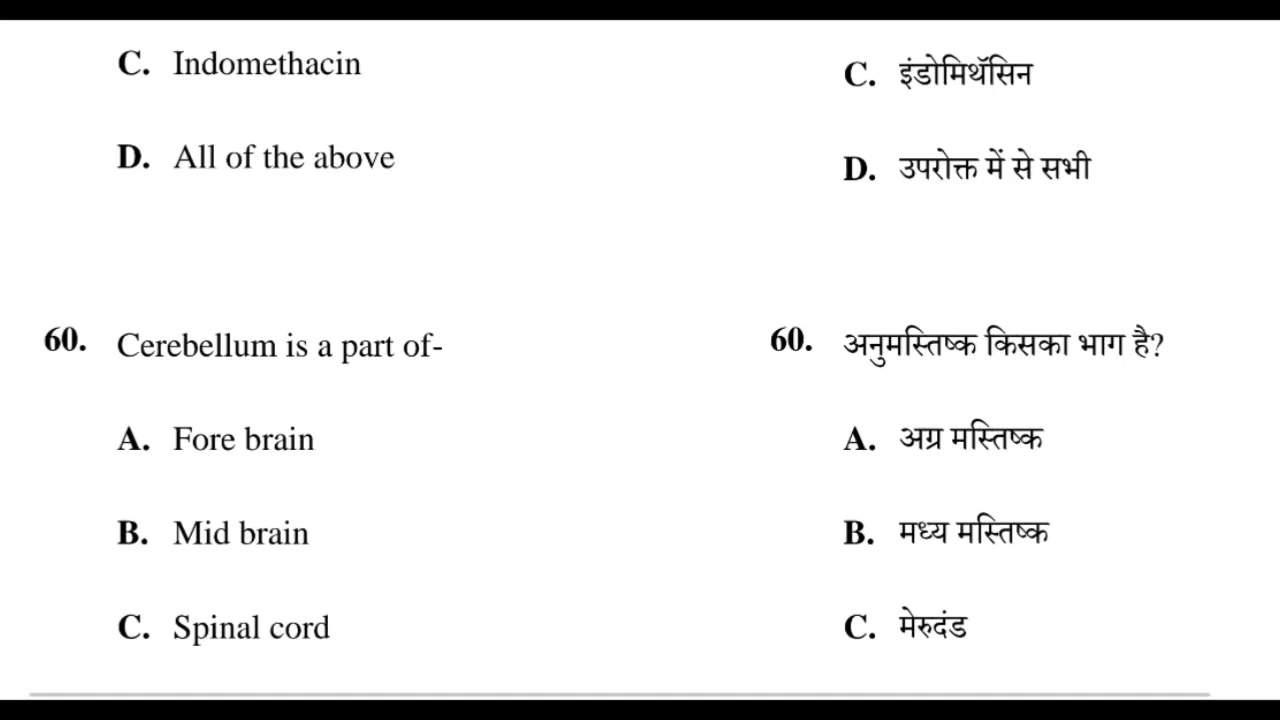 C. Indomethacin
D. All of the above
60. Cerebellum is a part of-
A. Fore brain
B. Mid brain
C. Spinal cord
C. इंडोमिथॅसिन
D. उपरोक्त में से सभी
60. अनुमस्तिष्क किसका भाग है?
A. अग्र मस्तिष्क
B. मध्य मस्तिष्क
C. मेरुदंड